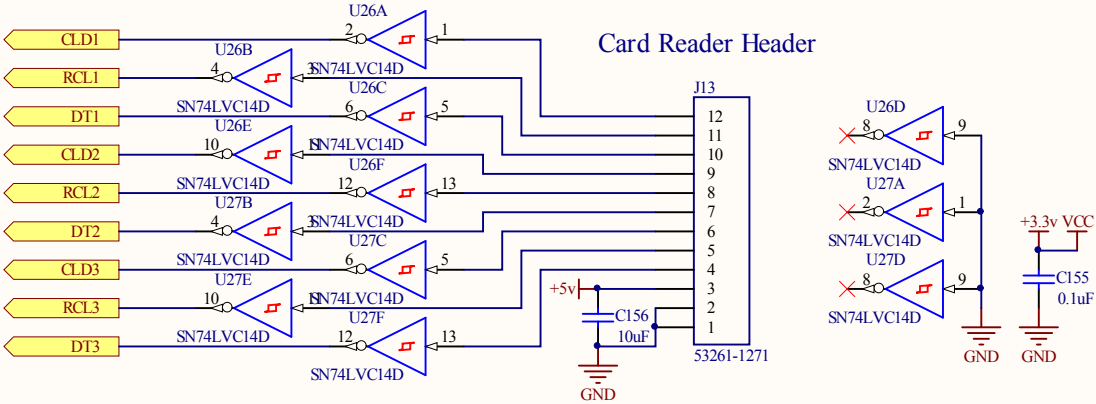 Card Reader Header
U26A
CLD1
2
1
U26B
RCL1
4
3
SN74LVC14D
U26C
DT1
SN74LVC14D
6
5
U26E
SN74LVC14D
CLD2
10
11
U26F
RCL2
SN74LVC14D
12
13
U27B
SN74LVC14D
DT2
4
3
U27C
CLD3
SN74LVC14D
6
5
U27E
SN74LVC14D
RCL3
10
11
U27F
DT3
SN74LVC14D
12
13
SN74LVC14D
J13
12
11
10
9
8
7
6
5
4
3
2
1
53261-1271
+5v
C156
10uF
GND
U26D
8
9
SN74LVC14D
U27A
2
1
SN74LVC14D
U27D
8
9
SN74LVC14D
GND
+3.3v VCC
C155
0.1uF
GND